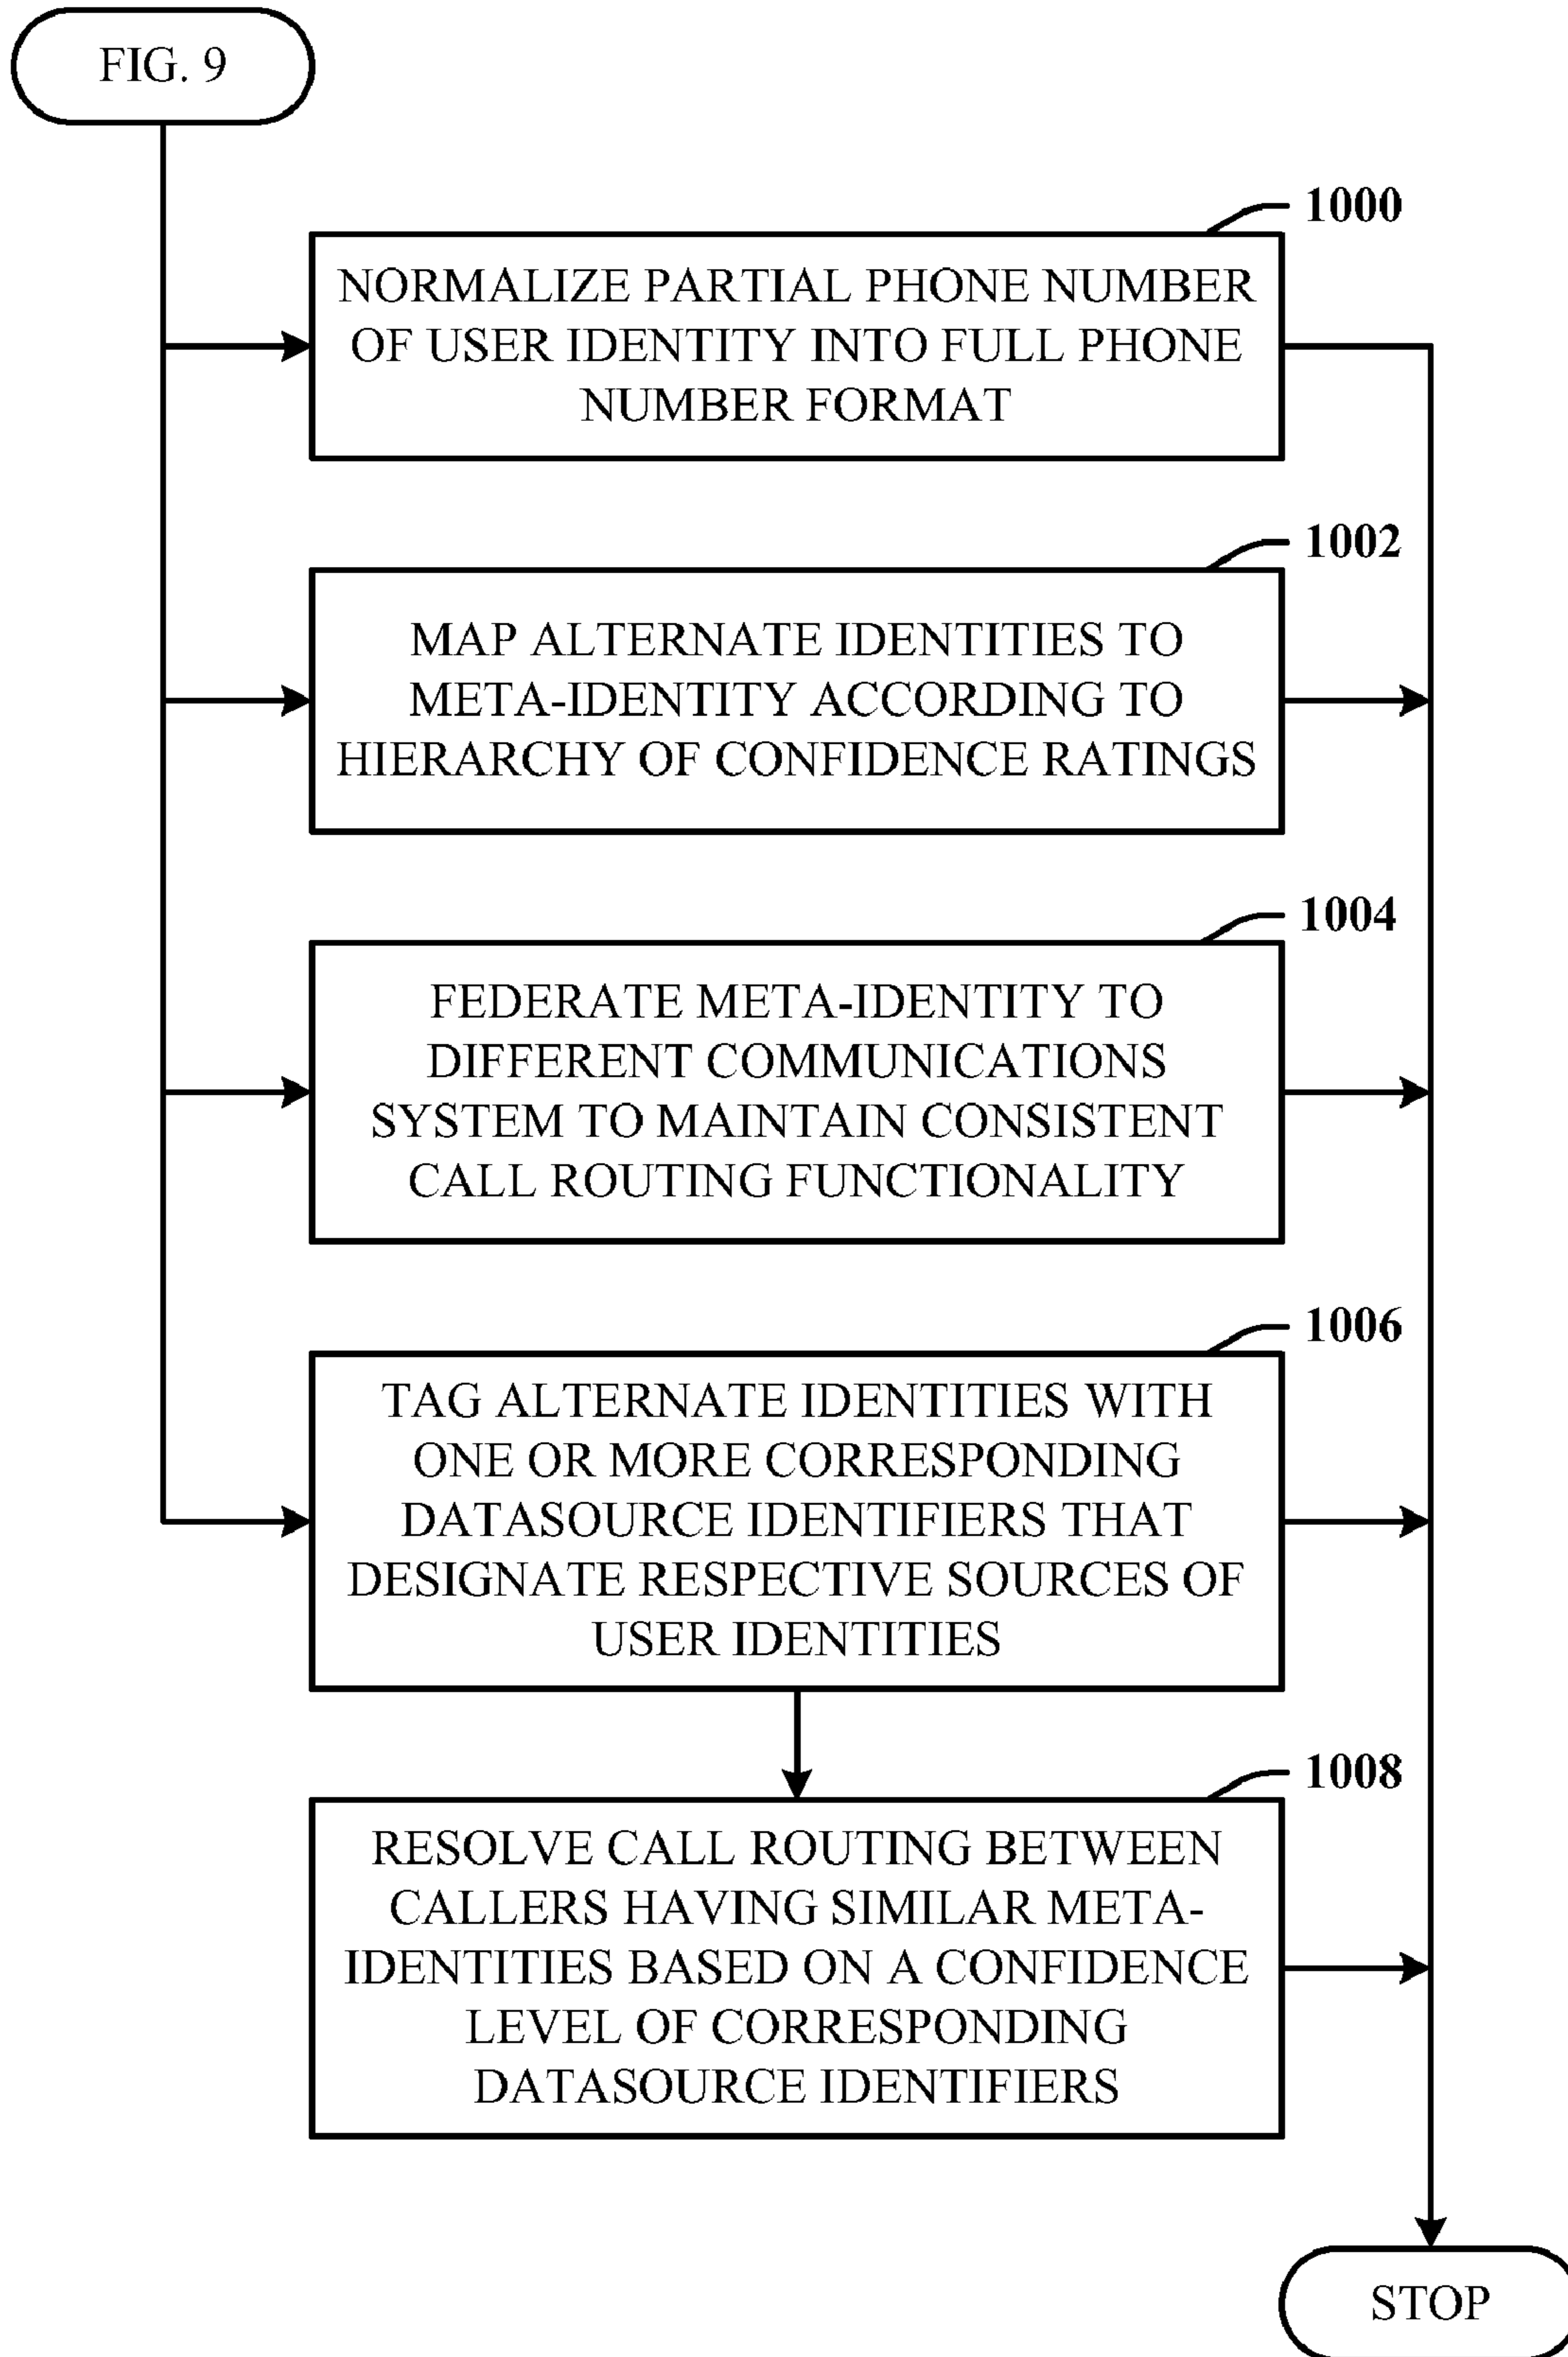 FIG. 9
1000
NORMALIZE PARTIAL PHONE NUMBER
OF USER IDENTITY INTO FULL PHONE
NUMBER FORMAT
1002
MAP ALTERNATE IDENTITIES TO
META-IDENTITY ACCORDING TO
HIERARCHY OF CONFIDENCE RATINGS
1004
FEDERATE META-IDENTITY TO
DIFFERENT COMMUNICATIONS
SYSTEM TO MAINTAIN CONSISTENT
CALL ROUTING FUNCTIONALITY
1006
TAG ALTERNATE IDENTITIES WITH
ONE OR MORE CORRESPONDING
DATASOURCE IDENTIFIERS THAT
DESIGNATE RESPECTIVE SOURCES OF
USER IDENTITIES
1008
RESOLVE CALL ROUTING BETWEEN
CALLERS HAVING SIMILAR META-
IDENTITIES BASED ON A CONFIDENCE
LEVEL OF CORRESPONDING
DATASOURCE IDENTIFIERS
STOP